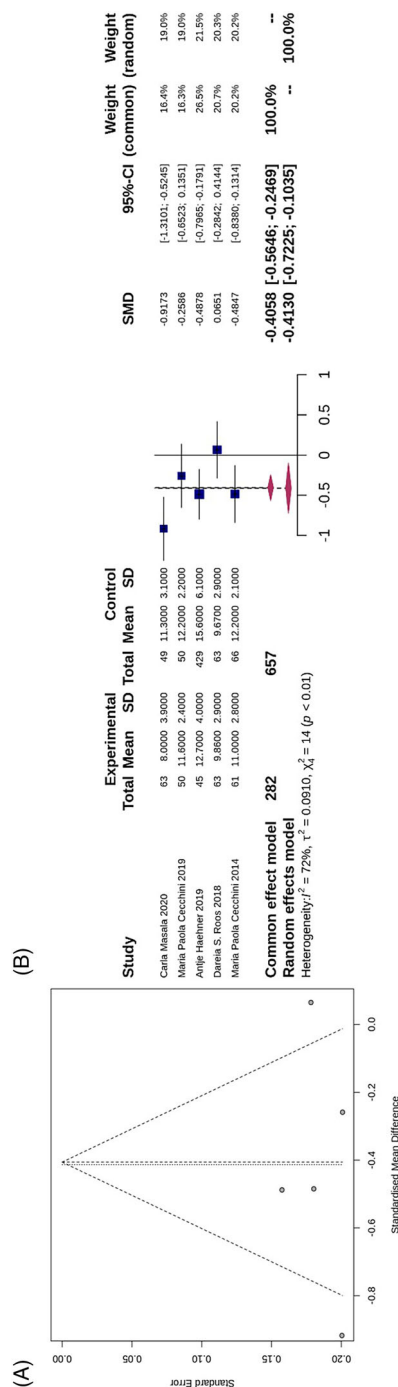 (A)
Standard Error
0.00
0.05
0.10
0.15
0.20
-0.8
-0.6
-0.4
-0.2
0.0
Standardised Mean Difference
(B)
Experimental Control Weight Weight
Study Total Mean SD Total Mean SD SMD 95%-CI (common) (random)
Carla Masala 2020 63 8.0000 3.9000 49 11.3000 3.1000 -0.9173 [-1.3101; -0.5245] 16.4% 19.0%
Maria Paola Cecchini 2019 50 11.6000 2.4000 50 12.2000 2.2000 -0.2586 [-0.6523; 0.1351] 16.3% 19.0%
Antje Haehner 2019 45 12.7000 4.0000 429 15.6000 6.1000 -0.4878 [-0.7965; -0.1791] 26.5% 21.5%
Dareia S. Roos 2018 63 9.8600 2.9000 63 9.6700 2.9000 0.0651 [-0.2842; 0.4144] 20.7% 20.3%
Maria Paola Cecchini 2014 61 11.0000 2.8000 66 12.2000 2.1000 -0.4847 [-0.8380; -0.1314] 20.2% 20.2%
Common effect model 282 657 -0.4058 [-0.5646; -0.2469] 100.0% --
Random effects model -0.4130 [-0.7225; -0.1035] -- 100.0%
Heterogeneity: I² = 72%, τ² = 0.0910, χ²₄ = 14 (p < 0.01)
-1 -0.5 0 0.5 1